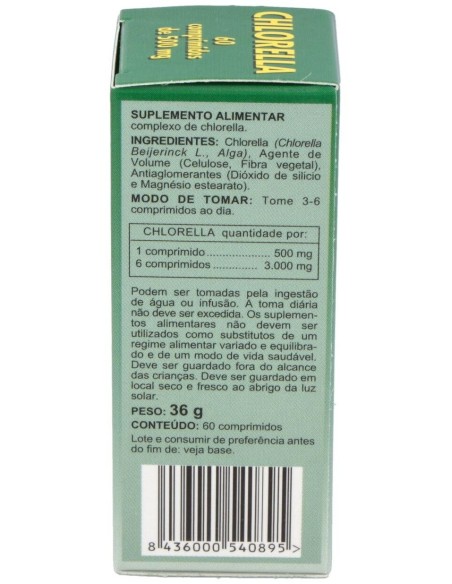 CHLORELLA
60
comprimidos
de 500 mg
SUPLEMENTO ALIMENTAR
complexo de chlorella.
INGREDIENTES: Chlorella (Chlorella
Beijerinck L., Alga), Agente de
Volume (Celulose, Fibra vegetal),
Antiaglomerantes (Dióxido de silício
e Magnésio estearato).
MODO DE TOMAR: Tome 3-6
comprimidos ao dia.
CHLORELLA quantidade por:
1 comprimido ............... 500 mg
6 comprimidos .............. 3.000 mg
Podem ser tomadas pela ingestão
de água ou infusão. A toma diária
não deve ser excedida. Os suplemen-
tos alimentares não devem ser
utilizados como substitutos de um
regime alimentar variado e equilibra-
do e de um modo de vida saudável.
Deve ser guardado fora do alcance
das crianças. Deve ser guardado em
local seco e fresco ao abrigo da luz
solar.
PESO: 36 g
CONTEÚDO: 60 comprimidos
Lote e consumir de preferência antes
do fim de: veja base.
8 436000 540895 >